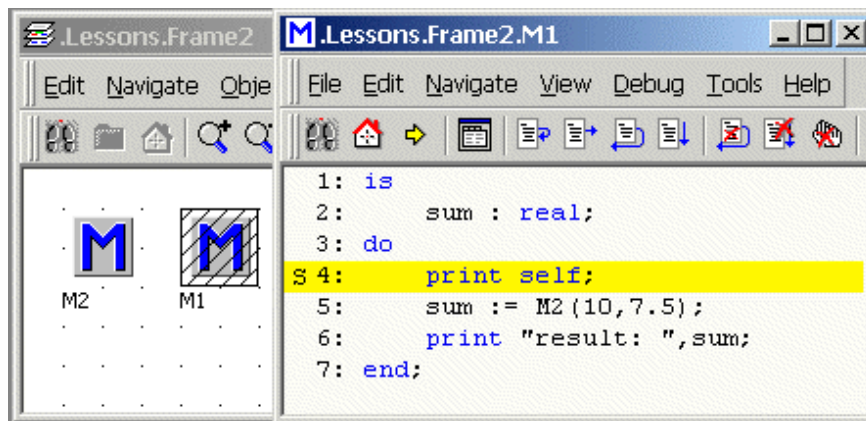 .Lessons.Frame2
Edit Navigate Obje
M M
M2 M1
M .Lessons.Frame2.M1
File Edit Navigate View Debug Tools Help
1: is
2: sum : real;
3: do
S 4: print self;
5: sum := M2(10,7.5);
6: print "result: ",sum;
7: end;